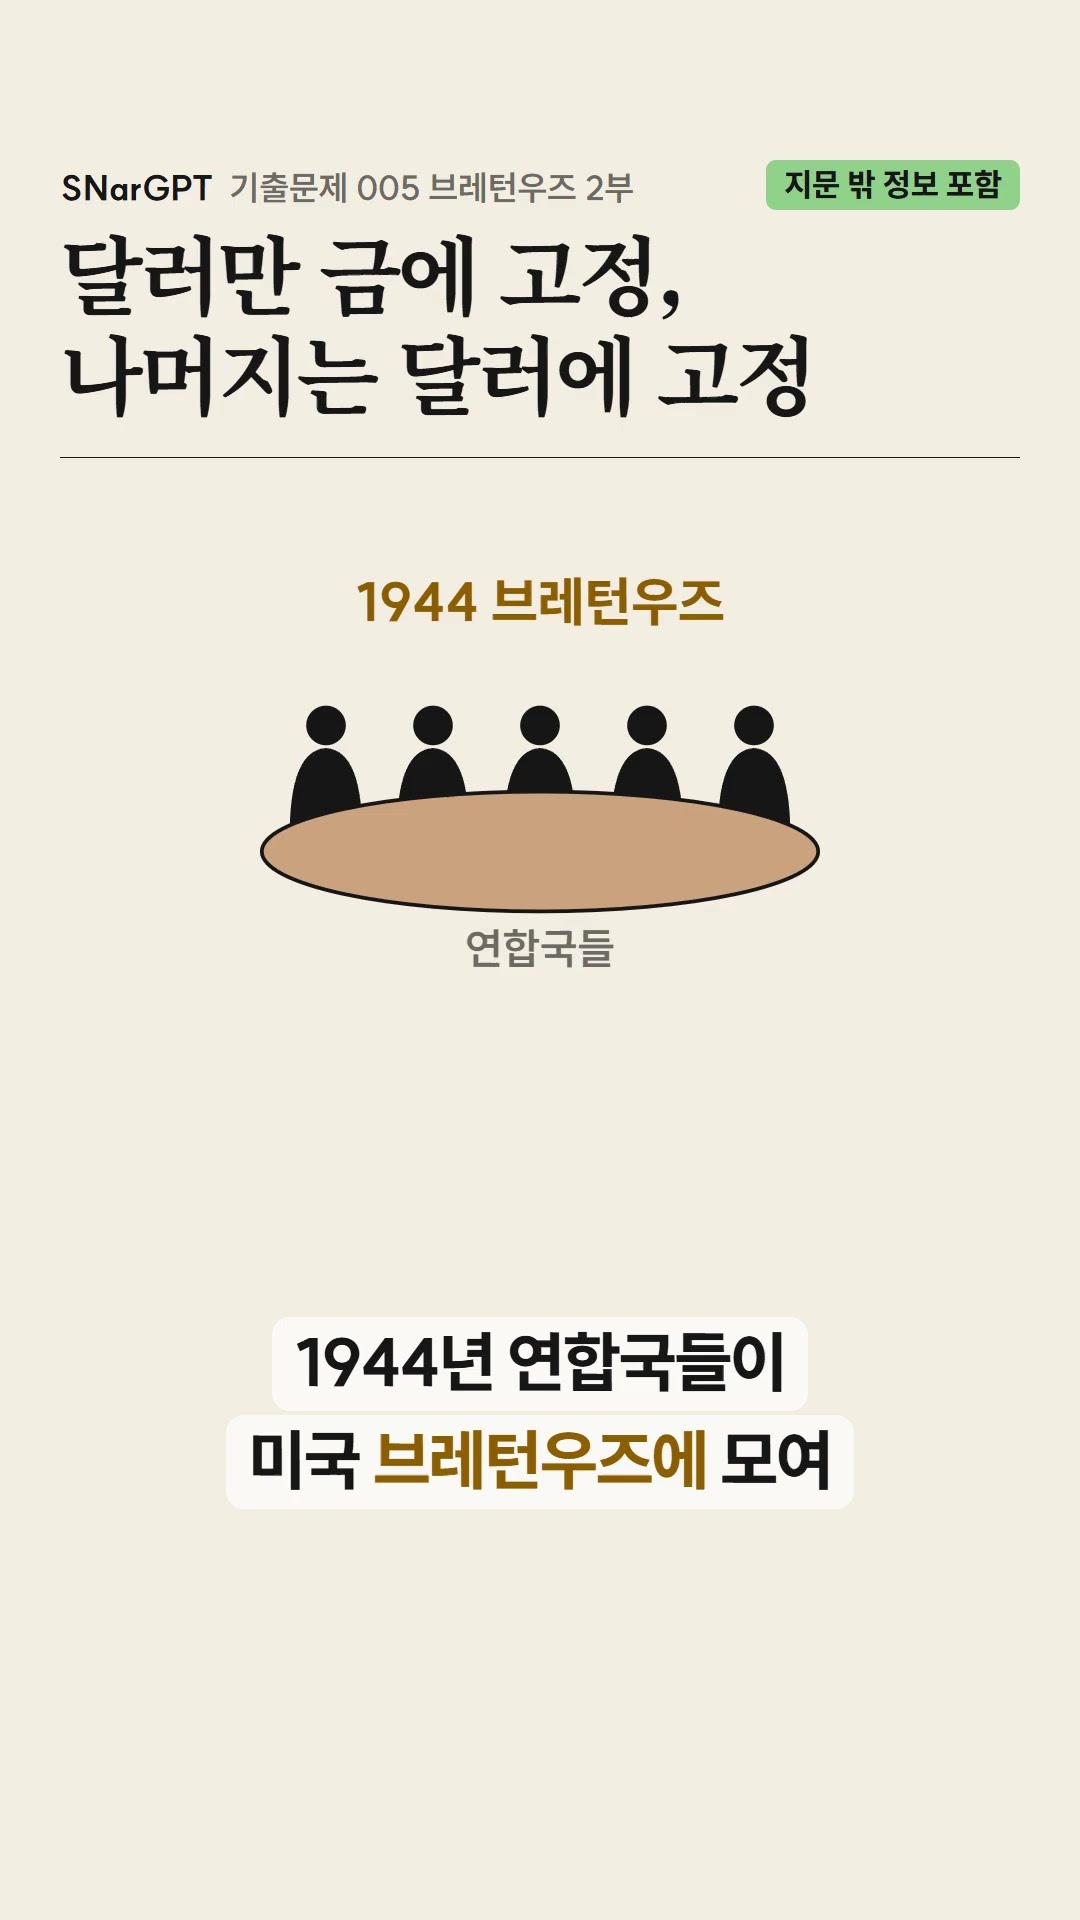 SNarGPT 기출문제 005 브레턴우즈 2부
지문 밖 정보 포함
달러만 금에 고정,
나머지는 달러에 고정
1944 브레턴우즈
연합국들
1944년 연합국들이
미국 브레턴우즈에 모여